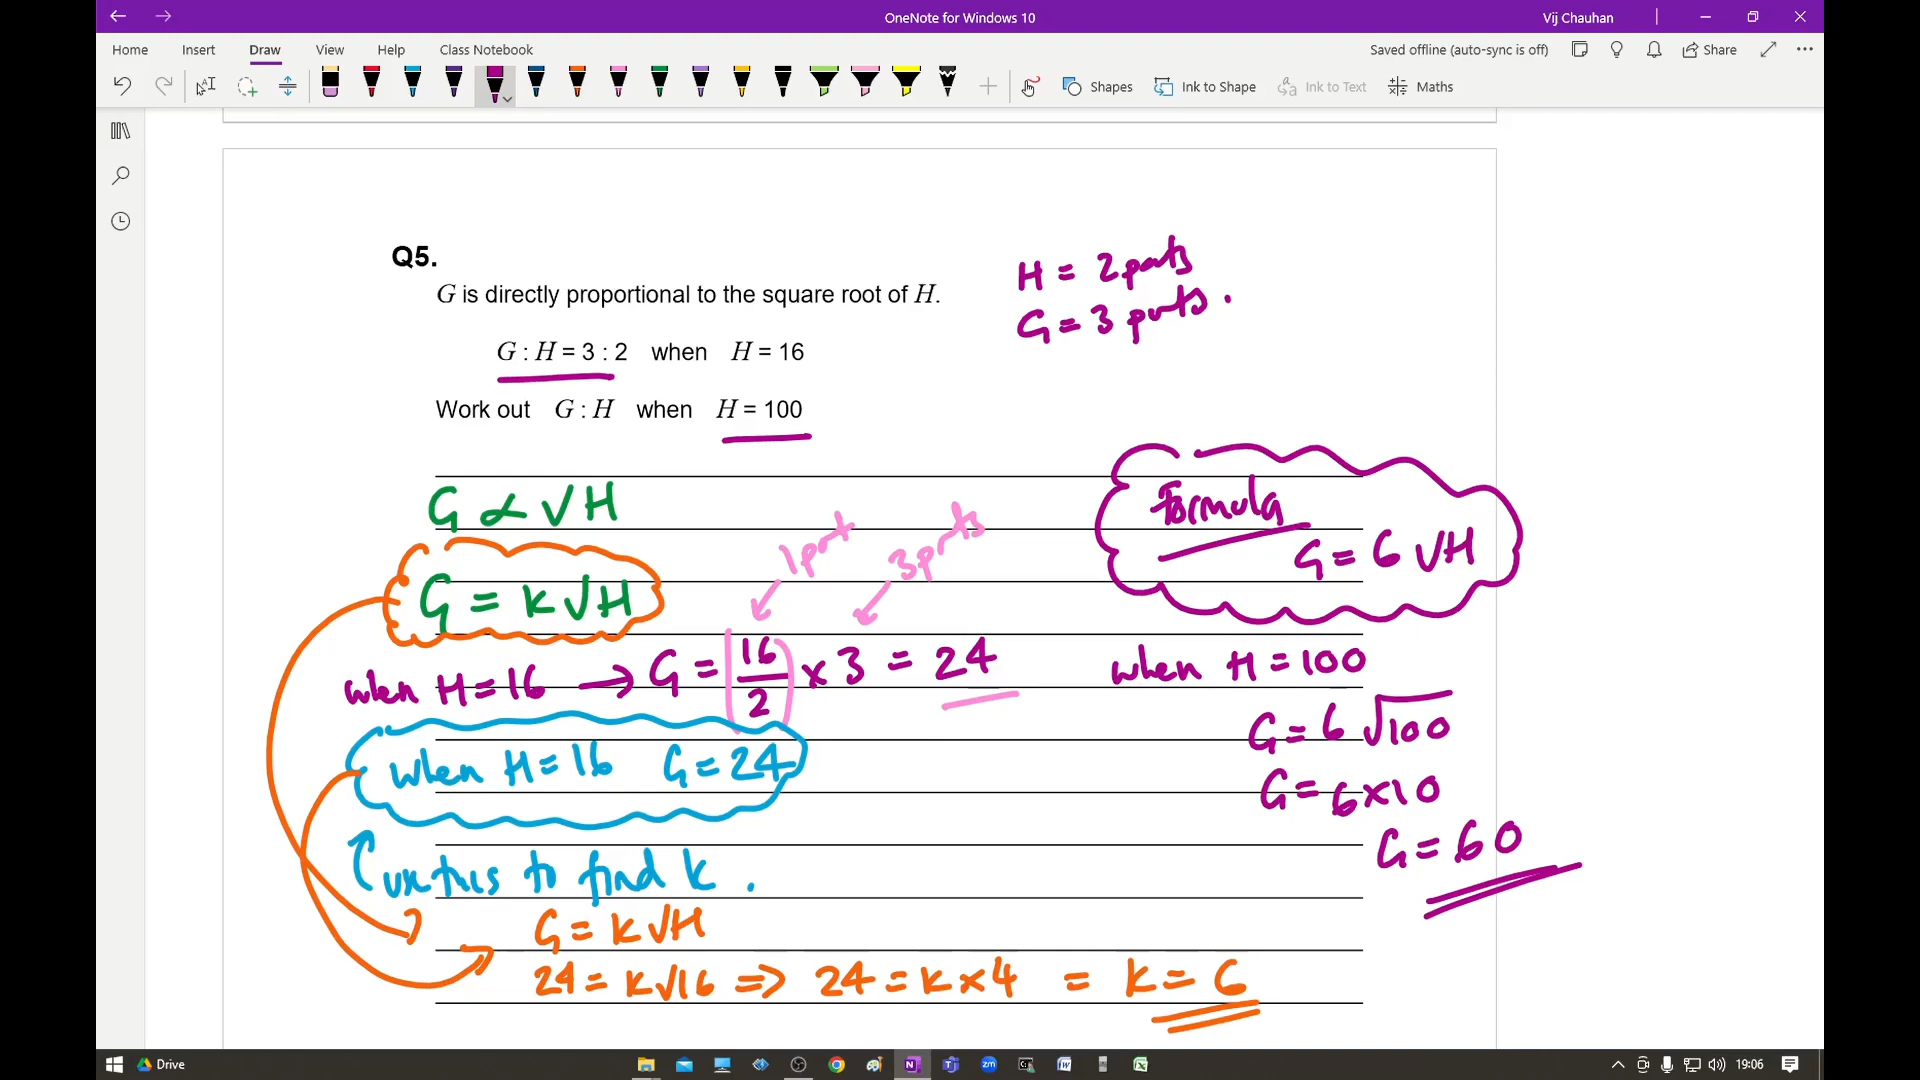 OneNote for Windows 10
Vij Chauhan
Home Insert Draw View Help Class Notebook
Saved offline (auto-sync is off) Share
Shapes Ink to Shape Ink to Text Maths
Q5.
G is directly proportional to the square root of H.
G : H = 3 : 2 when H = 16
Work out G : H when H = 100
H = 2 parts
G = 3 parts.
G ∝ √H
G = K√H
1 part
3 parts
when H = 16 → G = (16/2) × 3 = 24
when H = 16 G = 24
use this to find k.
G = K√H
24 = K√16 ⇒ 24 = K × 4 = K = 6
Formula
G = 6 √H
when H = 100
G = 6 √100
G = 6×10
G = 60
Drive
19:06